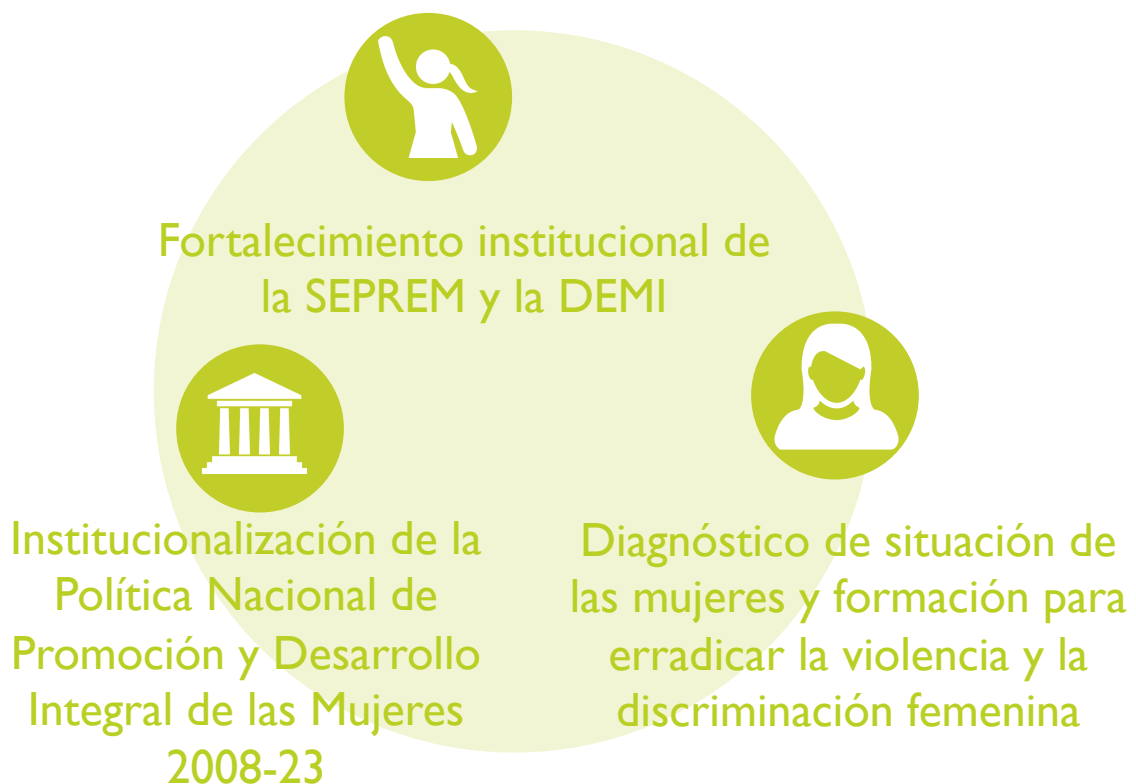 Fortalecimiento institucional de
la SEPREM y la DEMI
Institucionalización de la
Política Nacional de
Promoción y Desarrollo
Integral de las Mujeres
2008-23
Diagnóstico de situación de
las mujeres y formación para
erradicar la violencia y la
discriminación femenina